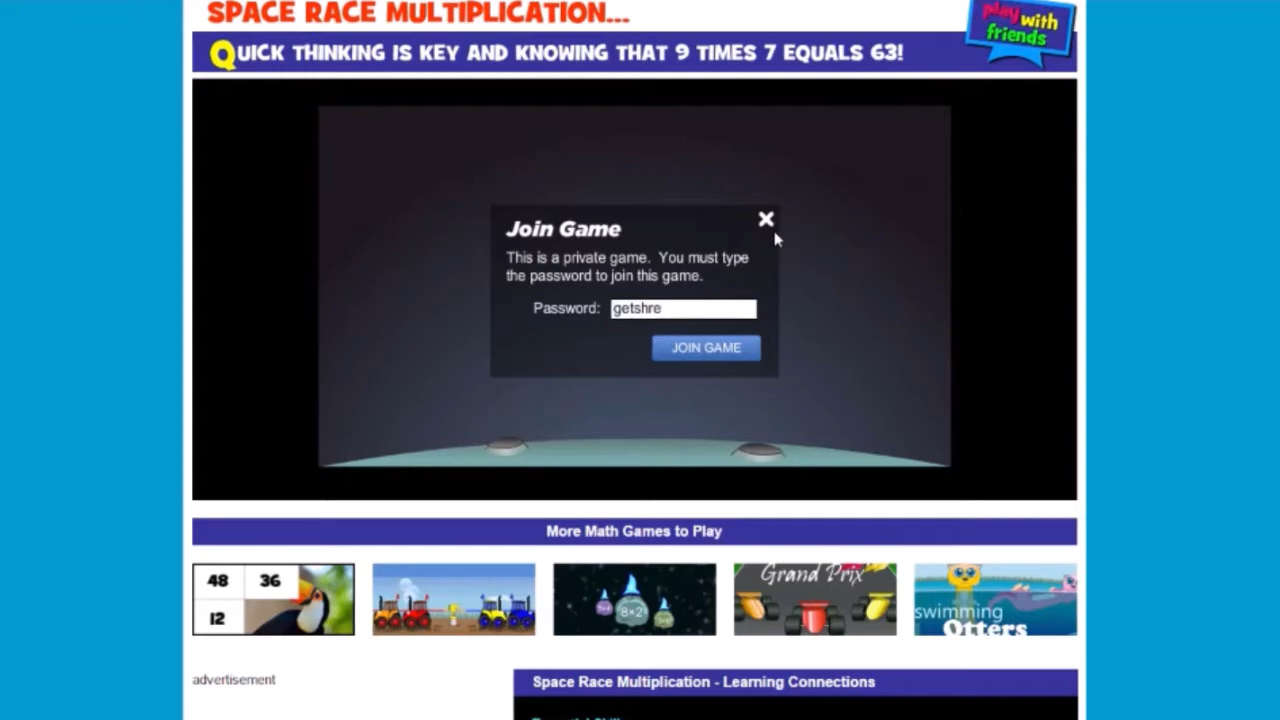 SPACE RACE MULTIPLICATION...
play with
friends
QUICK THINKING IS KEY AND KNOWING THAT 9 TIMES 7 EQUALS 63!
Join Game
This is a private game. You must type
the password to join this game.
Password: getshre
JOIN GAME
More Math Games to Play
48 36
12
8×2
Grand Prix
swimming
Otters
advertisement
Space Race Multiplication - Learning Connections